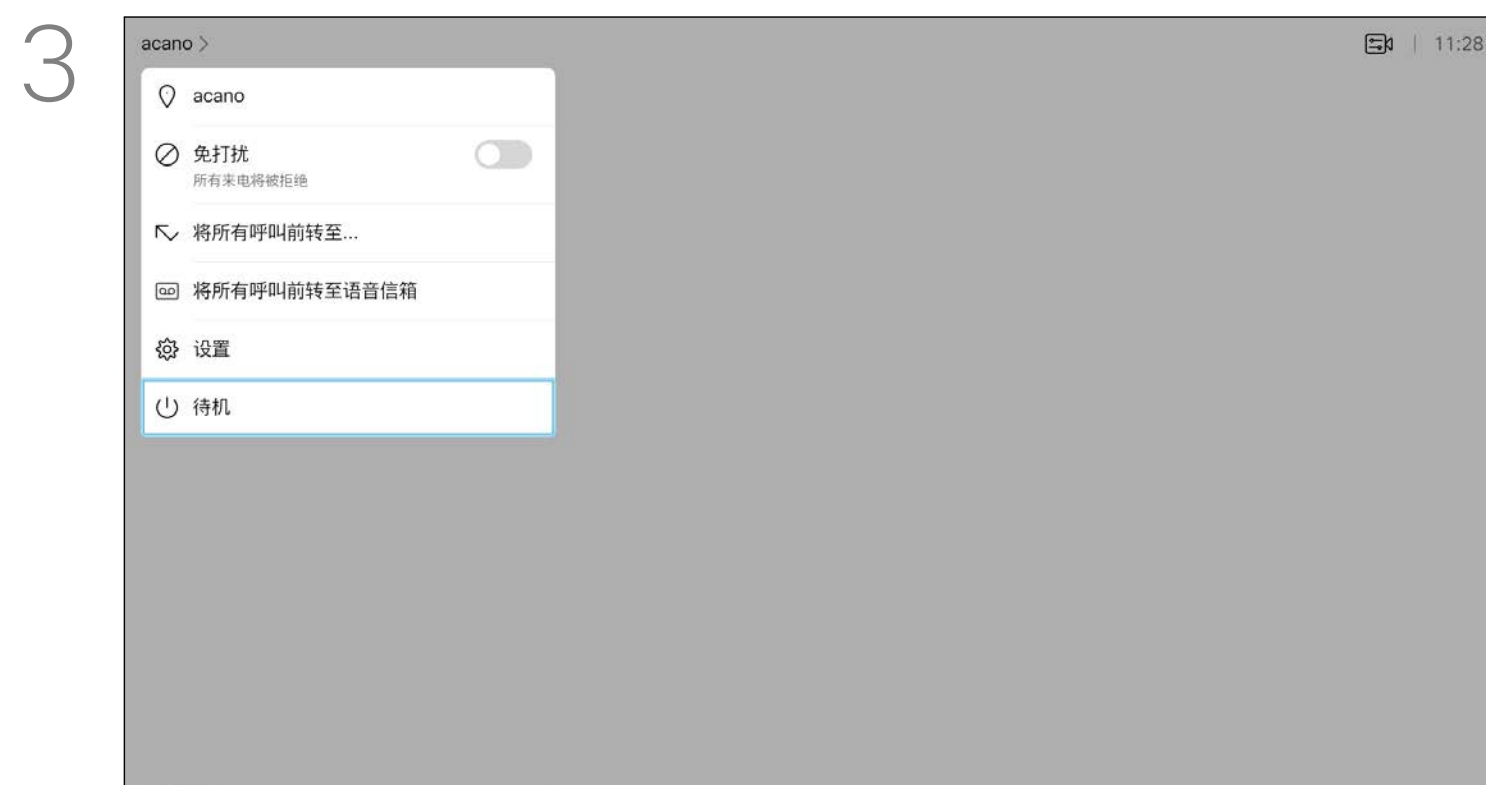 3
acano >
11:28
acano
免打扰
所有来电将被拒绝
将所有呼叫前转至...
将所有呼叫前转至语音信箱
设置
待机